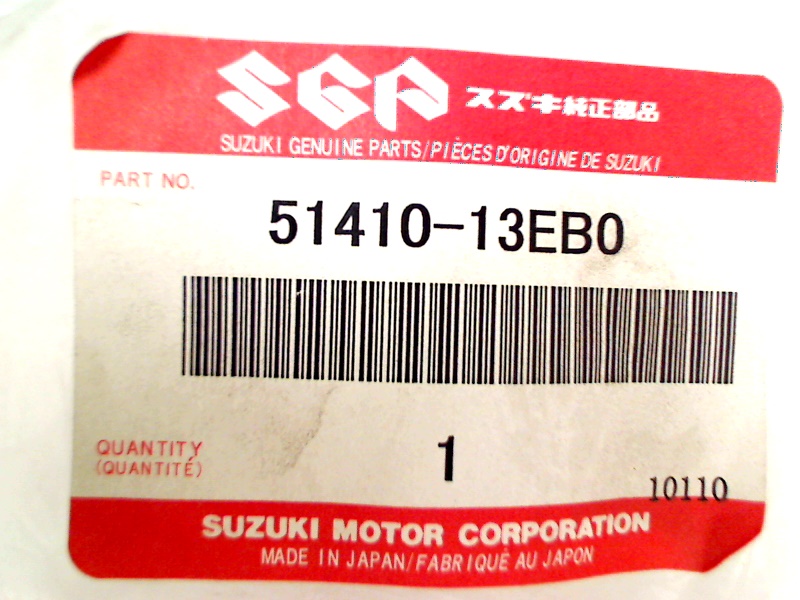 SGP スズキ純正部品
SUZUKI GENUINE PARTS/PIÈCES D'ORIGINE DE SUZUKI
PART NO.
51410-13EB0
QUANTITY
(QUANTITÉ)
1
10110
SUZUKI MOTOR CORPORATION
MADE IN JAPAN/FABRIQUÉ AU JAPON